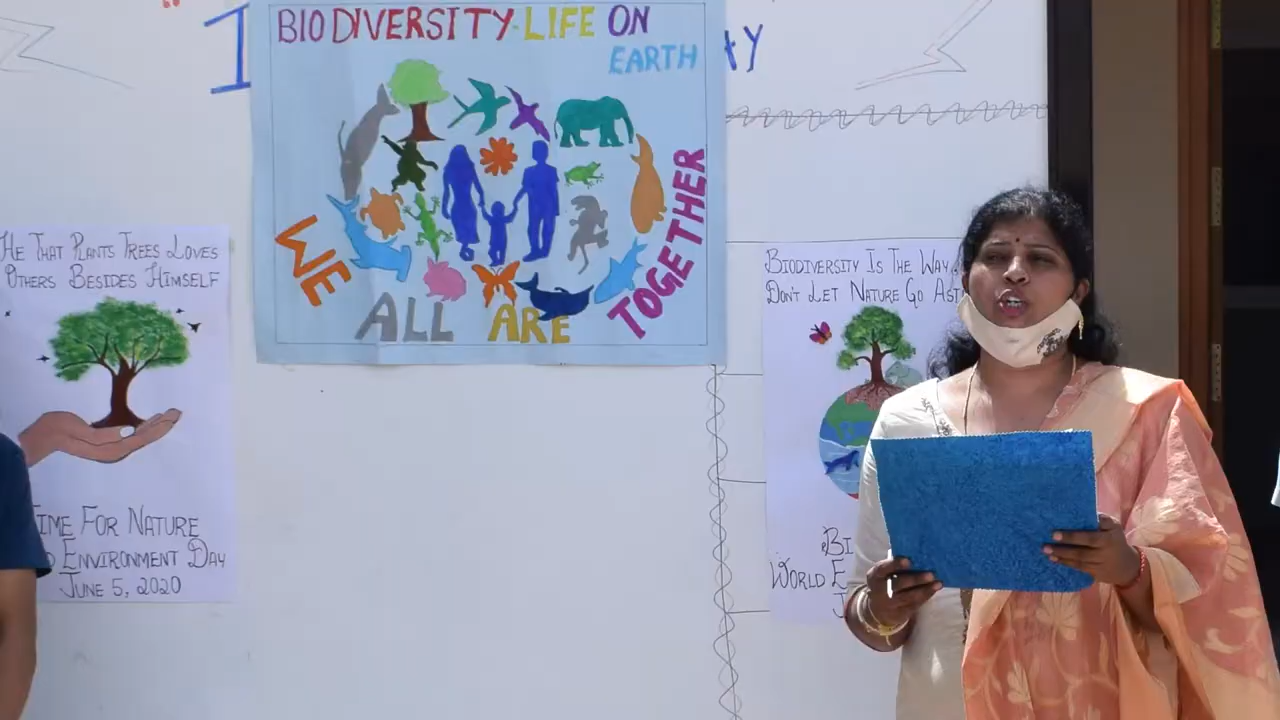 BIODIVERSITY-LIFE ON
EARTH
WE
ALL
ARE
TOGETHER
HE THAT PLANTS TREES LOVES
OTHERS BESIDES HIMSELF
TIME FOR NATURE
ENVIRONMENT DAY
JUNE 5, 2020
BIODIVERSITY IS THE WAY,
DON'T LET NATURE GO
WORLD